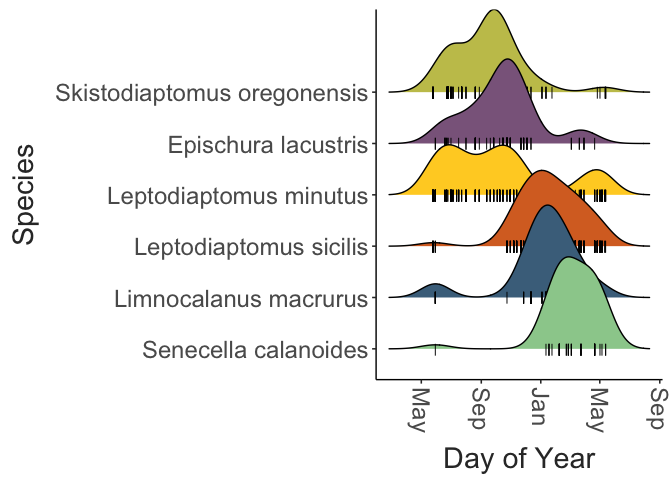 Skistodiaptomus oregonensis
Epischura lacustris
Leptodiaptomus minutus
Leptodiaptomus sicilis
Limnocalanus macrurus
Senecella calanoides
Species
May
Sep
Jan
May
Sep
Day of Year